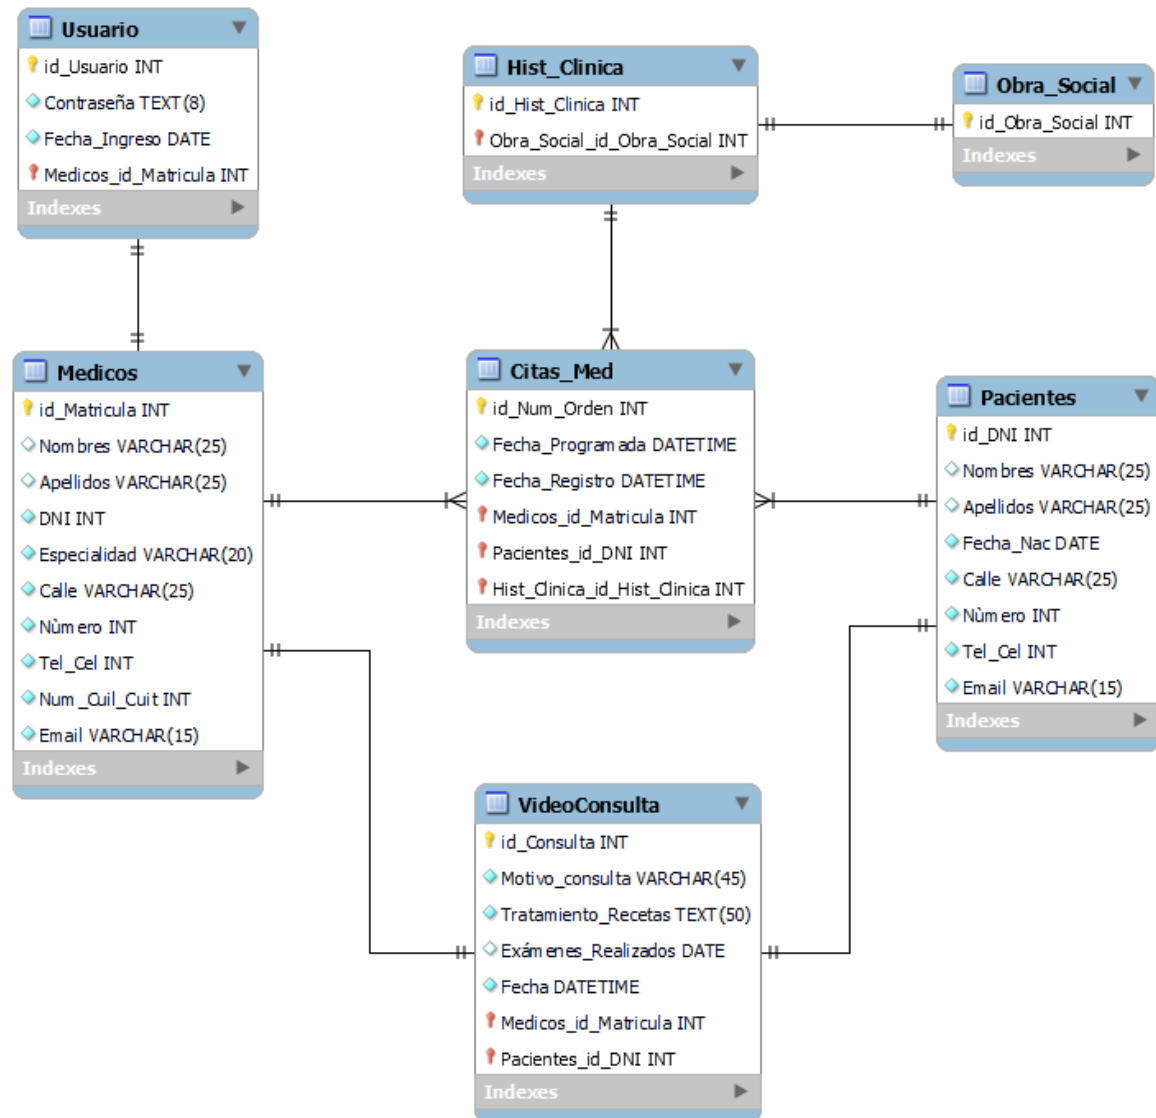 Usuario
id_Usuario INT
Contraseña TEXT(8)
Fecha_Ingreso DATE
Medicos_id_Matricula INT
Indexes
Hist_Clinica
id_Hist_Clinica INT
Obra_Social_id_Obra_Social INT
Indexes
Obra_Social
id_Obra_Social INT
Indexes
Medicos
id_Matricula INT
Nombres VARCHAR(25)
Apellidos VARCHAR(25)
DNI INT
Especialidad VARCHAR(20)
Calle VARCHAR(25)
Nùmero INT
Tel_Cel INT
Num_Cuil_Cuit INT
Email VARCHAR(15)
Indexes
Citas_Med
id_Num_Orden INT
Fecha_Programada DATETIME
Fecha_Registro DATETIME
Medicos_id_Matricula INT
Pacientes_id_DNI INT
Hist_Clinica_id_Hist_Clinica INT
Indexes
Pacientes
id_DNI INT
Nombres VARCHAR(25)
Apellidos VARCHAR(25)
Fecha_Nac DATE
Calle VARCHAR(25)
Nùmero INT
Tel_Cel INT
Email VARCHAR(15)
Indexes
VideoConsulta
id_Consulta INT
Motivo_consulta VARCHAR(45)
Tratamiento_Recetas TEXT(50)
Exámenes_Realizados DATE
Fecha DATETIME
Medicos_id_Matricula INT
Pacientes_id_DNI INT
Indexes